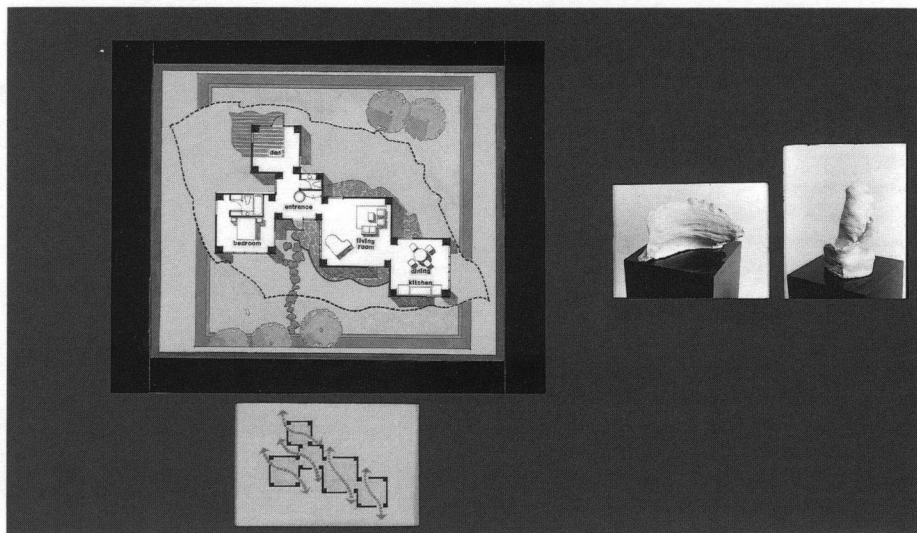 den
entrance
bedroom
living
room
dining
kitchen